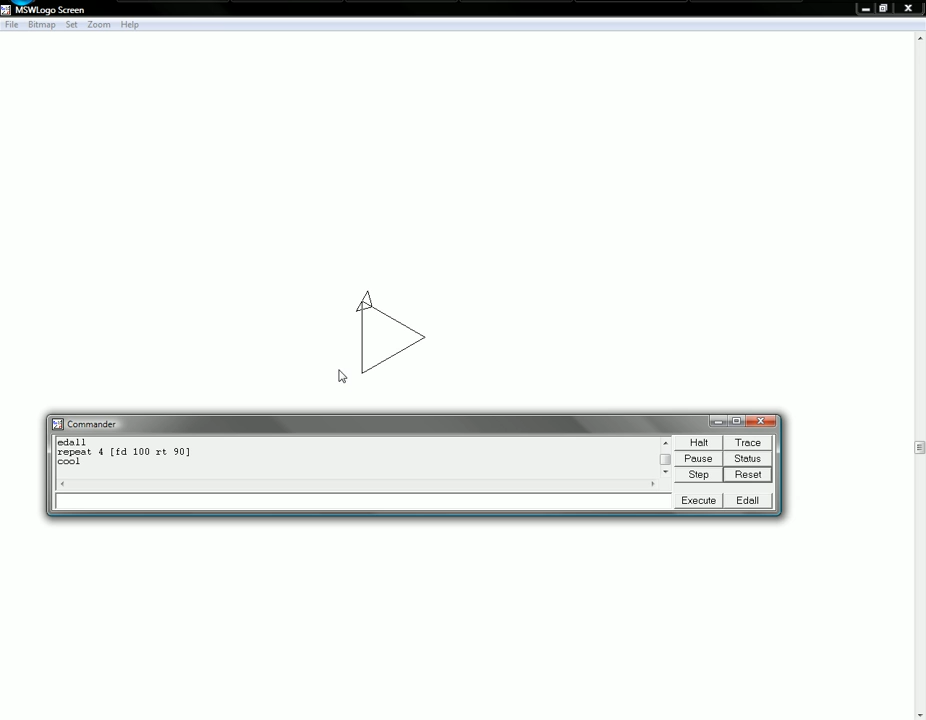 MSWLogo Screen
File Bitmap Set Zoom Help
Commander
edall
repeat 4 [fd 100 rt 90]
cool
Halt Trace
Pause Status
Step Reset
Execute Edall